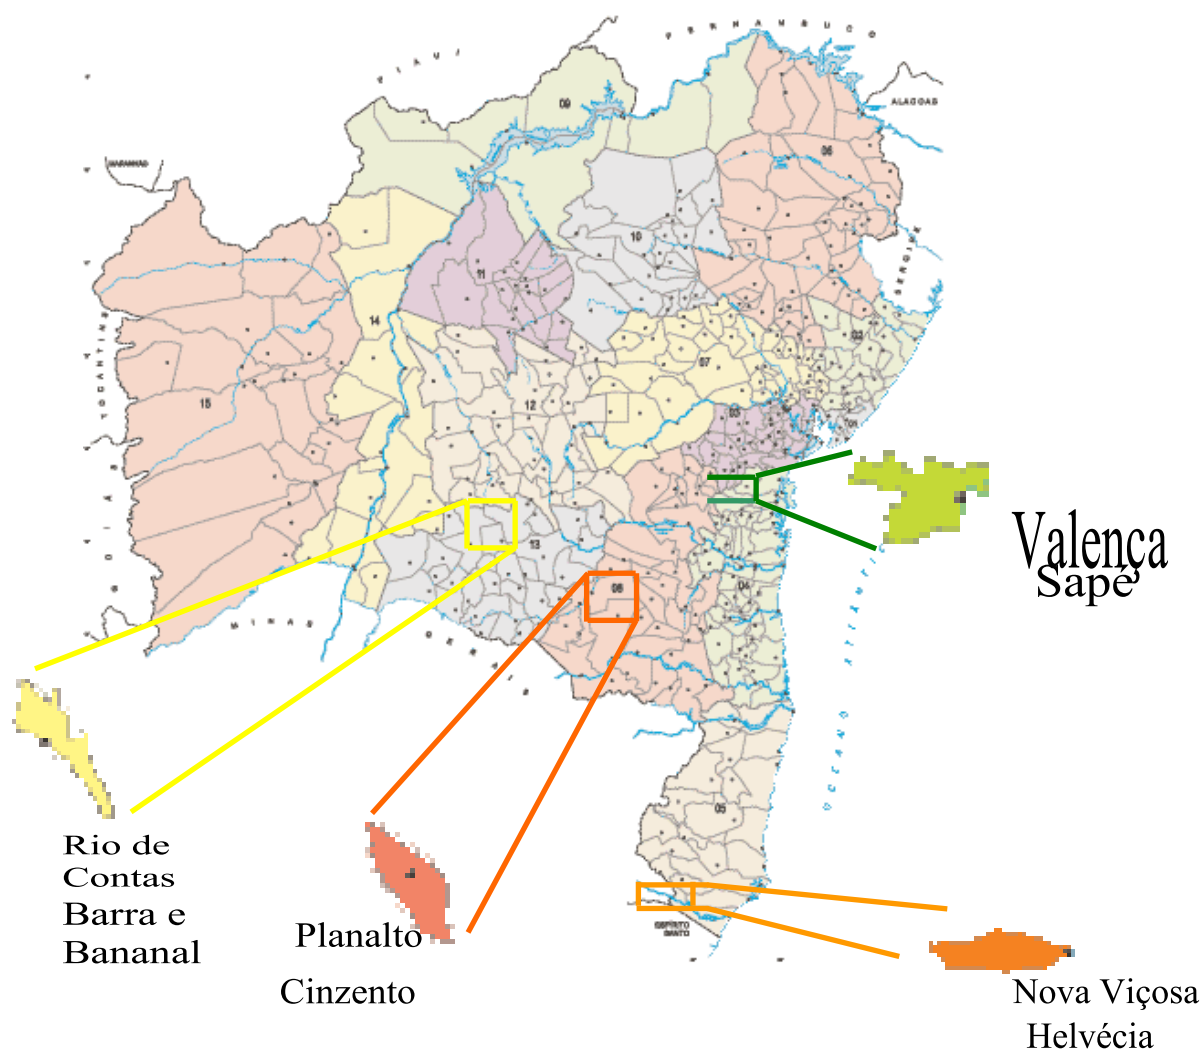 PERNAMBUCO
PIAUÍ
ALAGOAS
MARANHÃO
09
06
SERGIPE
10
11
14
02
07
TOCANTINS
15
12
03
01
GOIÁS
13
08
04
MINAS
GERAIS
OCEANO ATLÂNTICO
05
ESPÍRITO
SANTO
Valença
Sapé
Rio de
Contas
Barra e
Bananal
Planalto
Cinzento
Nova Viçosa
Helvécia